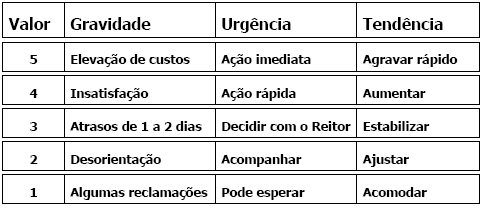 Valor Gravidade Urgência Tendência
5 Elevação de custos Ação imediata Agravar rápido
4 Insatisfação Ação rápida Aumentar
3 Atrasos de 1 a 2 dias Decidir com o Reitor Estabilizar
2 Desorientação Acompanhar Ajustar
1 Algumas reclamações Pode esperar Acomodar